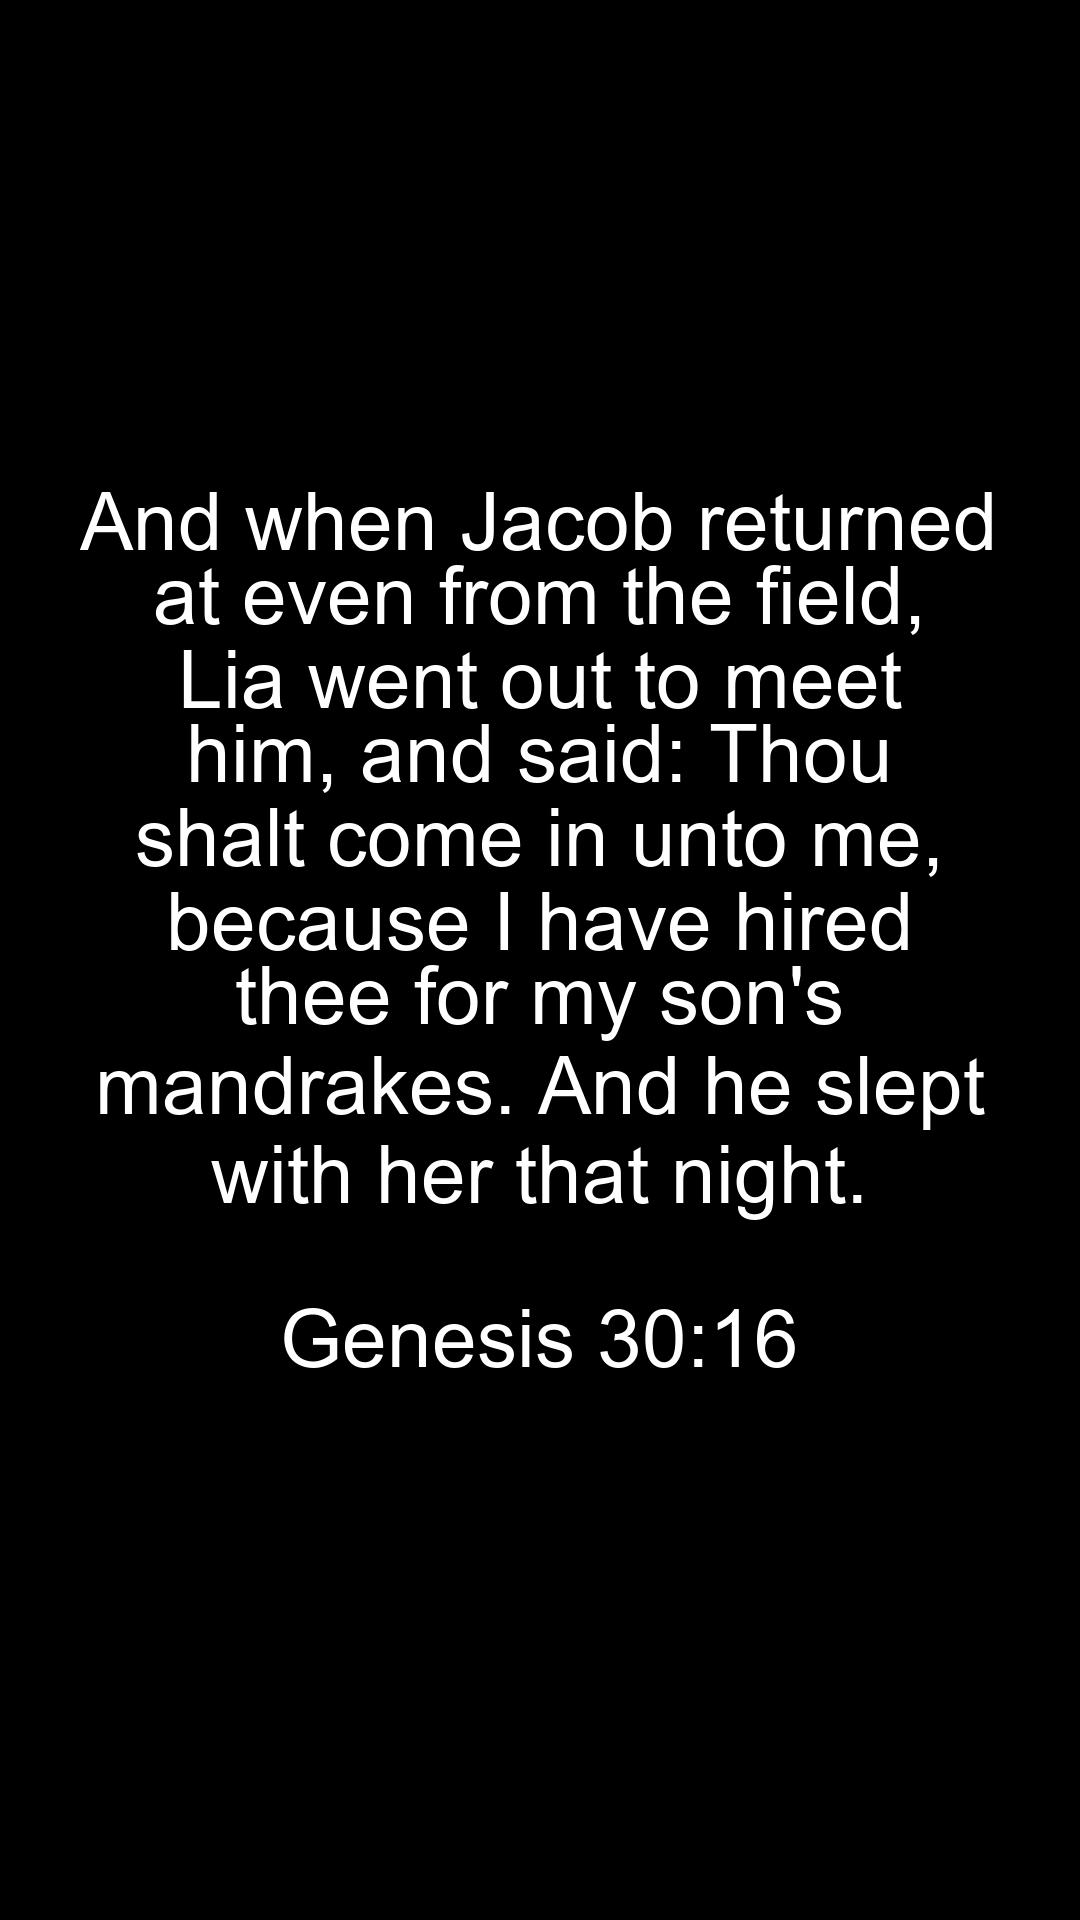 And when Jacob returned
at even from the field,
Lia went out to meet
him, and said: Thou
shalt come in unto me,
because I have hired
thee for my son's
mandrakes. And he slept
with her that night.
Genesis 30:16